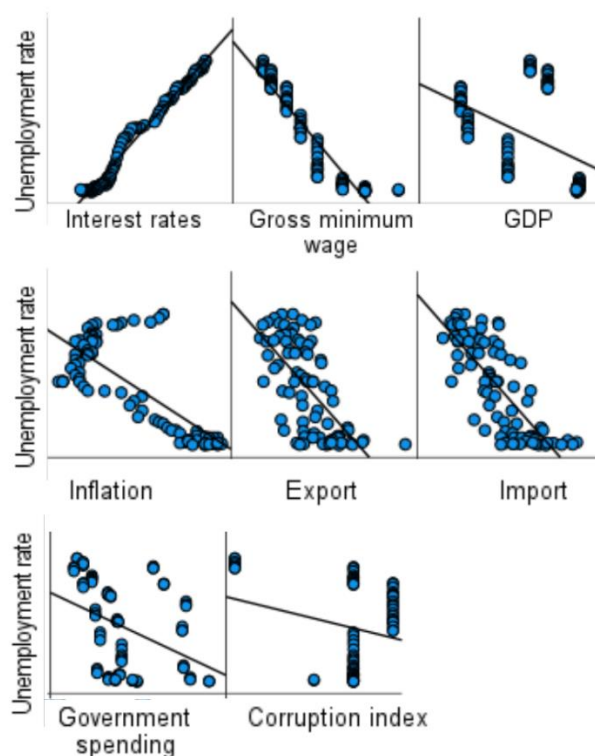 Unemployment rate
Interest rates
Gross minimum
wage
GDP
Unemployment rate
Inflation
Export
Import
Unemployment rate
Government
spending
Corruption index